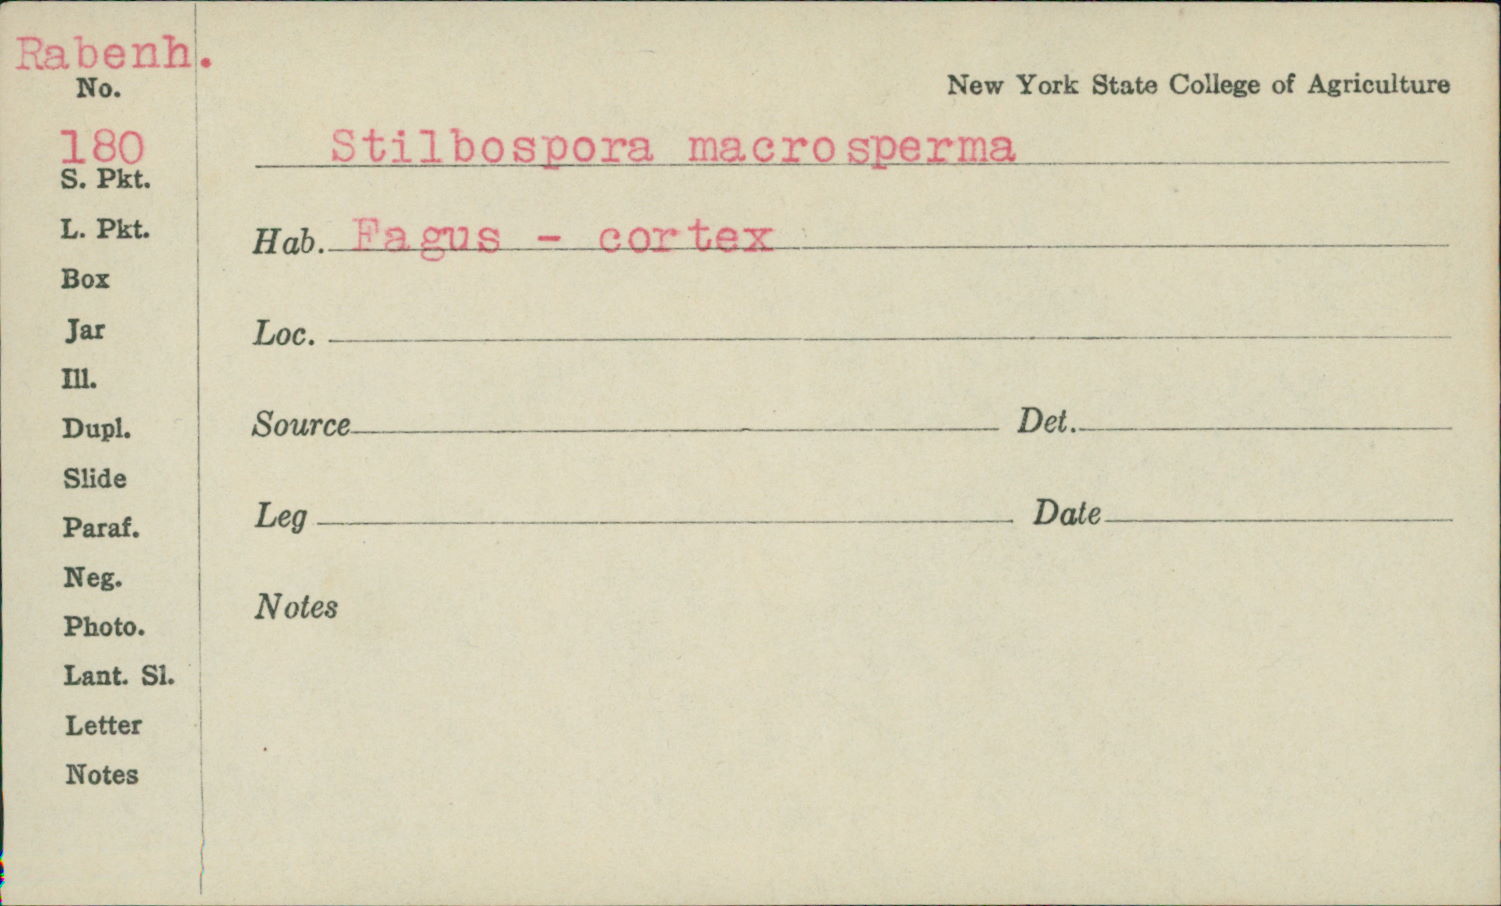 Rabenh.
No.
180
S. Pkt.
L. Pkt.
Box
Jar
Ill.
Dupl.
Slide
Paraf.
Neg.
Photo.
Lant. Sl.
Letter
Notes
New York State College of Agriculture
Stilbospora macrosperma
Hab. Fagus - cortex
Loc.
Source Det.
Leg Date
Notes